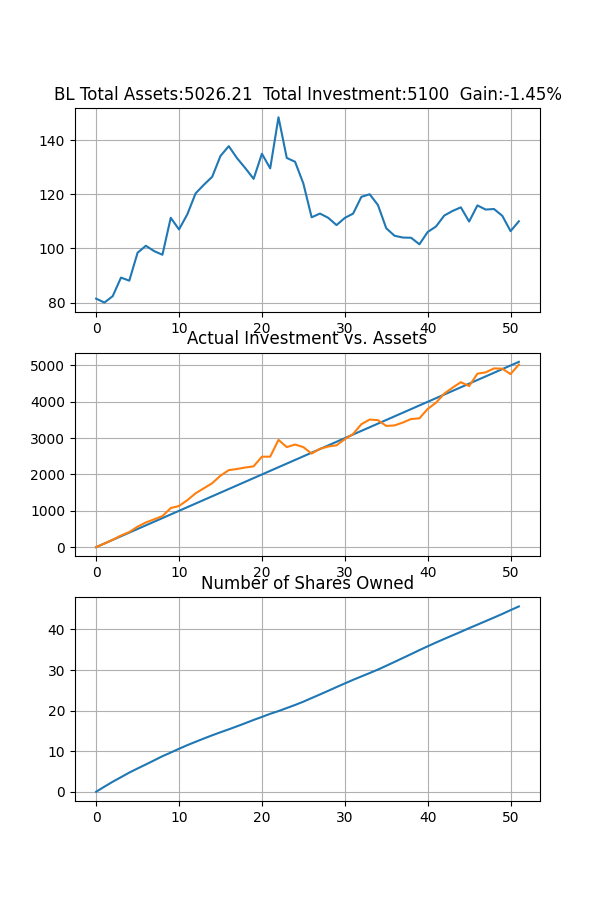 BL Total Assets:5026.21  Total Investment:5100  Gain:-1.45%
140
120
100
80
0 10 20 30 40 50
Actual Investment vs. Assets
5000
4000
3000
2000
1000
0
0 10 20 30 40 50
Number of Shares Owned
40
30
20
10
0
0 10 20 30 40 50